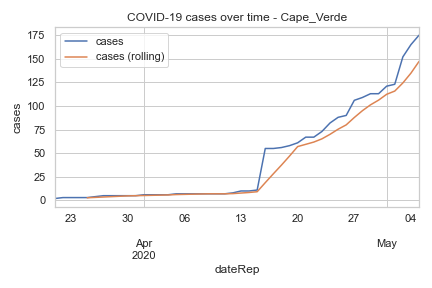 COVID-19 cases over time - Cape_Verde
cases
cases (rolling)
cases
175
150
125
100
75
50
25
0
23 30 06 13 20 27 04
Apr May
2020
dateRep